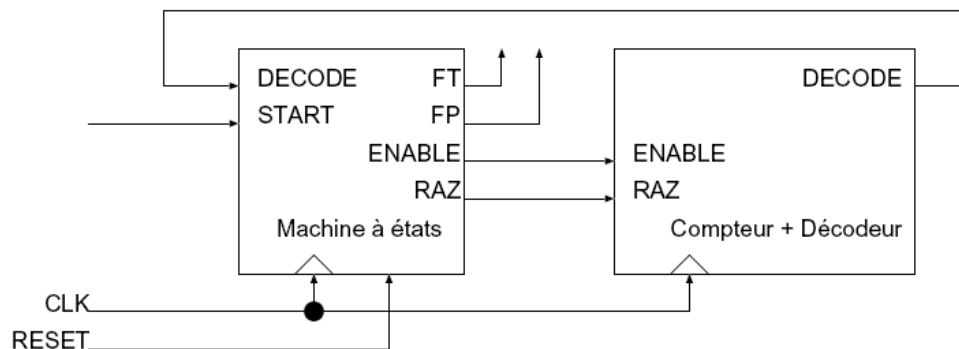 DECODE FT DECODE
START FP
ENABLE ENABLE
RAZ RAZ
Machine à états Compteur + Décodeur
CLK
RESET